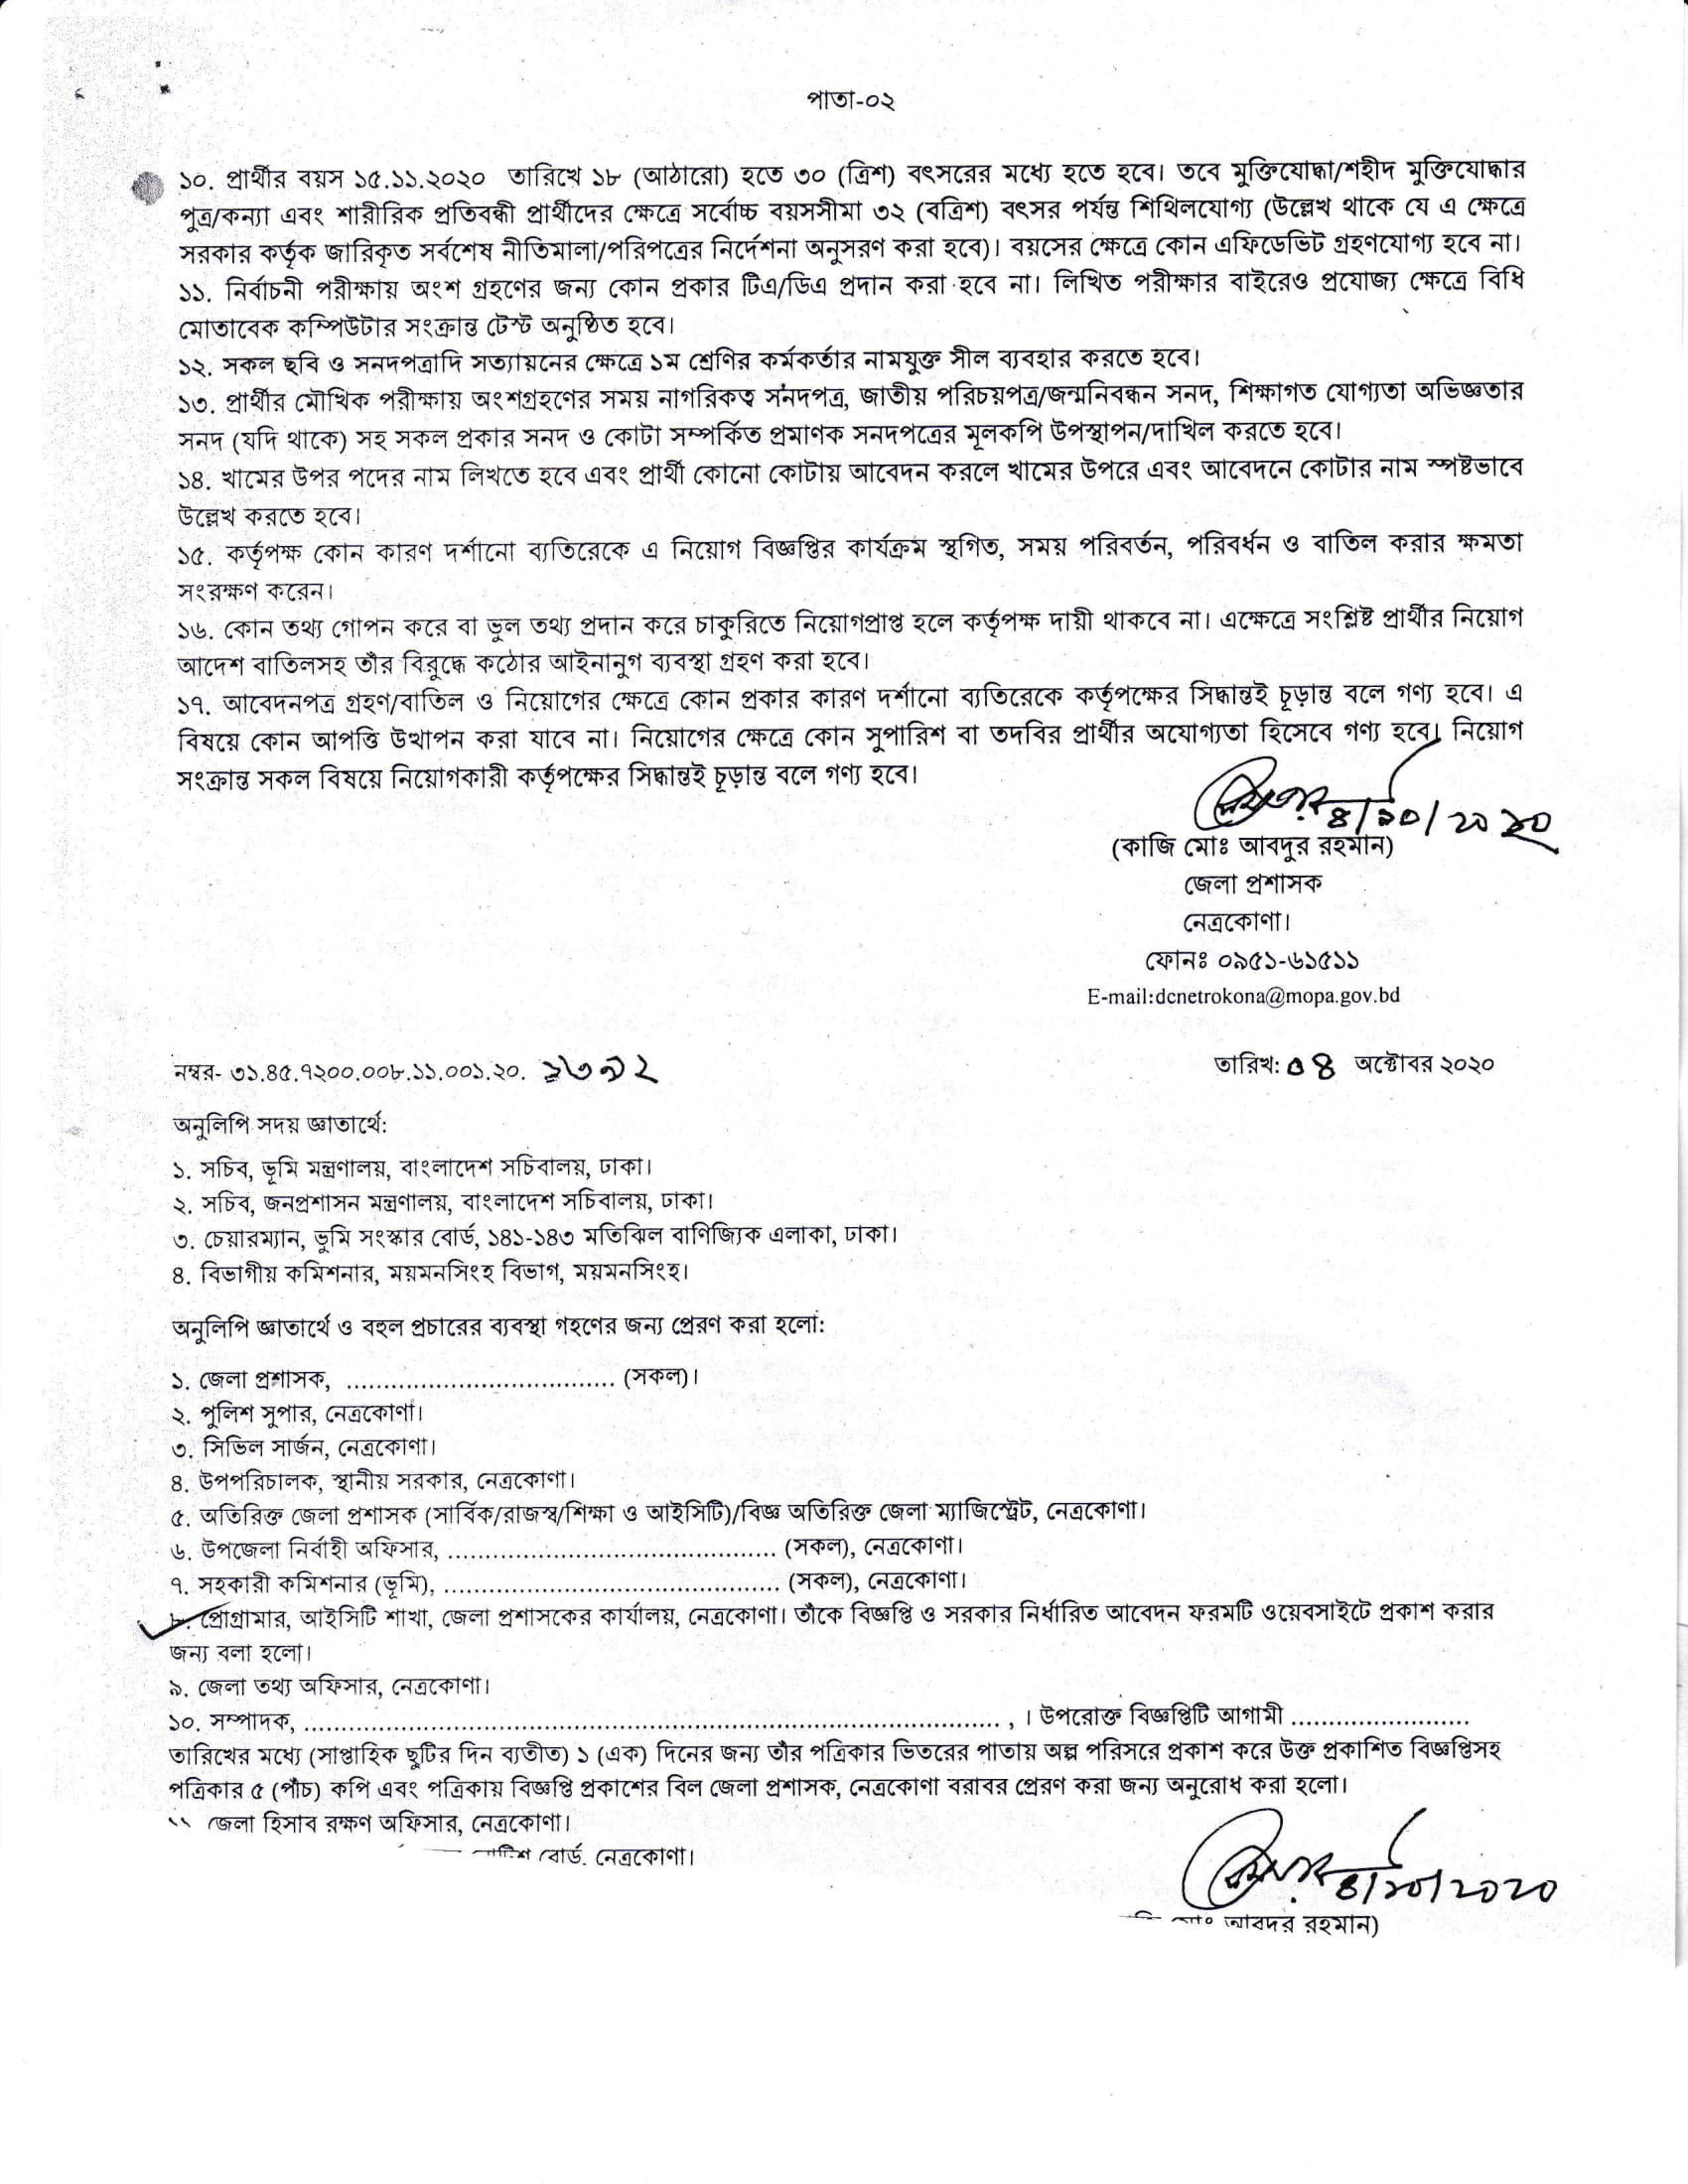 পাতা-০২
১০. প্রার্থীর বয়স ১৫.১১.২০২০ তারিখে ১৮ (আঠারো) হতে ৩০ (ত্রিশ) বৎসরের মধ্যে হতে হবে। তবে মুক্তিযোদ্ধা/শহীদ মুক্তিযোদ্ধার
পুত্র/কন্যা এবং শারীরিক প্রতিবন্ধী প্রার্থীদের ক্ষেত্রে সর্বোচ্চ বয়সসীমা ৩২ (বত্রিশ) বৎসর পর্যন্ত শিথিলযোগ্য (উল্লেখ থাকে যে এ ক্ষেত্রে
সরকার কর্তৃক জারিকৃত সর্বশেষ নীতিমালা/পরিপত্রের নির্দেশনা অনুসরণ করা হবে)। বয়সের ক্ষেত্রে কোন এফিডেভিট গ্রহণযোগ্য হবে না।
১১. নির্বাচনী পরীক্ষায় অংশ গ্রহণের জন্য কোন প্রকার টিএ/ডিএ প্রদান করা হবে না। লিখিত পরীক্ষার বাইরেও প্রযোজ্য ক্ষেত্রে বিধি
মোতাবেক কম্পিউটার সংক্রান্ত টেস্ট অনুষ্ঠিত হবে।
১২. সকল ছবি ও সনদপত্রাদি সত্যায়নের ক্ষেত্রে ১ম শ্রেণির কর্মকর্তার নামযুক্ত সীল ব্যবহার করতে হবে।
১৩. প্রার্থীর মৌখিক পরীক্ষায় অংশগ্রহণের সময় নাগরিকত্ব সনদপত্র, জাতীয় পরিচয়পত্র/জন্মনিবন্ধন সনদ, শিক্ষাগত যোগ্যতা অভিজ্ঞতার
সনদ (যদি থাকে) সহ সকল প্রকার সনদ ও কোটা সম্পর্কিত প্রমাণক সনদপত্রের মূলকপি উপস্থাপন/দাখিল করতে হবে।
১৪. খামের উপর পদের নাম লিখতে হবে এবং প্রার্থী কোনো কোটায় আবেদন করলে খামের উপরে এবং আবেদনে কোটার নাম স্পষ্টভাবে
উল্লেখ করতে হবে।
১৫. কর্তৃপক্ষ কোন কারণ দর্শানো ব্যতিরেকে এ নিয়োগ বিজ্ঞপ্তির কার্যক্রম স্থগিত, সময় পরিবর্তন, পরিবর্ধন ও বাতিল করার ক্ষমতা
সংরক্ষণ করেন।
১৬. কোন তথ্য গোপন করে বা ভুল তথ্য প্রদান করে চাকুরিতে নিয়োগপ্রাপ্ত হলে কর্তৃপক্ষ দায়ী থাকবে না। এক্ষেত্রে সংশ্লিষ্ট প্রার্থীর নিয়োগ
আদেশ বাতিলসহ তাঁর বিরুদ্ধে কঠোর আইনানুগ ব্যবস্থা গ্রহণ করা হবে।
১৭. আবেদনপত্র গ্রহণ/বাতিল ও নিয়োগের ক্ষেত্রে কোন প্রকার কারণ দর্শানো ব্যতিরেকে কর্তৃপক্ষের সিদ্ধান্তই চূড়ান্ত বলে গণ্য হবে। এ
বিষয়ে কোন আপত্তি উত্থাপন করা যাবে না। নিয়োগের ক্ষেত্রে কোন সুপারিশ বা তদবির প্রার্থীর অযোগ্যতা হিসেবে গণ্য হবে। নিয়োগ
সংক্রান্ত সকল বিষয়ে নিয়োগকারী কর্তৃপক্ষের সিদ্ধান্তই চূড়ান্ত বলে গণ্য হবে।
৪/১০/২০২০
(কাজি মোঃ আবদুর রহমান)
জেলা প্রশাসক
নেত্রকোণা।
ফোনঃ ০৯৫১-৬১৫১১
E-mail:dcnetrokona@mopa.gov.bd
নম্বর- ৩১.৪৫.৭২০০.০০৮.১১.০০১.২০. ১৩৭২ তারিখ: ০৪ অক্টোবর ২০২০
অনুলিপি সদয় জ্ঞাতার্থে:
১. সচিব, ভূমি মন্ত্রণালয়, বাংলাদেশ সচিবালয়, ঢাকা।
২. সচিব, জনপ্রশাসন মন্ত্রণালয়, বাংলাদেশ সচিবালয়, ঢাকা।
৩. চেয়ারম্যান, ভুমি সংস্কার বোর্ড, ১৪১-১৪৩ মতিঝিল বাণিজ্যিক এলাকা, ঢাকা।
৪. বিভাগীয় কমিশনার, ময়মনসিংহ বিভাগ, ময়মনসিংহ।
অনুলিপি জ্ঞাতার্থে ও বহুল প্রচারের ব্যবস্থা গহণের জন্য প্রেরণ করা হলো:
১. জেলা প্রশাসক, .................................... (সকল)।
২. পুলিশ সুপার, নেত্রকোণা।
৩. সিভিল সার্জন, নেত্রকোণা।
৪. উপপরিচালক, স্থানীয় সরকার, নেত্রকোণা।
৫. অতিরিক্ত জেলা প্রশাসক (সার্বিক/রাজস্ব/শিক্ষা ও আইসিটি)/বিজ্ঞ অতিরিক্ত জেলা ম্যাজিস্ট্রেট, নেত্রকোণা।
৬. উপজেলা নির্বাহী অফিসার, ............................................ (সকল), নেত্রকোণা।
৭. সহকারী কমিশনার (ভূমি), ............................................. (সকল), নেত্রকোণা।
৮. প্রোগ্রামার, আইসিটি শাখা, জেলা প্রশাসকের কার্যালয়, নেত্রকোণা। তাঁকে বিজ্ঞপ্তি ও সরকার নির্ধারিত আবেদন ফরমটি ওয়েবসাইটে প্রকাশ করার
জন্য বলা হলো।
৯. জেলা তথ্য অফিসার, নেত্রকোণা।
১০. সম্পাদক, ............................................................................................. , । উপরোক্ত বিজ্ঞপ্তিটি আগামী ........................
তারিখের মধ্যে (সাপ্তাহিক ছুটির দিন ব্যতীত) ১ (এক) দিনের জন্য তাঁর পত্রিকার ভিতরের পাতায় অল্প পরিসরে প্রকাশ করে উক্ত প্রকাশিত বিজ্ঞপ্তিসহ
পত্রিকার ৫ (পাঁচ) কপি এবং পত্রিকায় বিজ্ঞপ্তি প্রকাশের বিল জেলা প্রশাসক, নেত্রকোণা বরাবর প্রেরণ করা জন্য অনুরোধ করা হলো।
জেলা হিসাব রক্ষণ অফিসার, নেত্রকোণা।
বোর্ড. নেত্রকোণা।
৪/১০/২০২০
আবদুর রহমান)